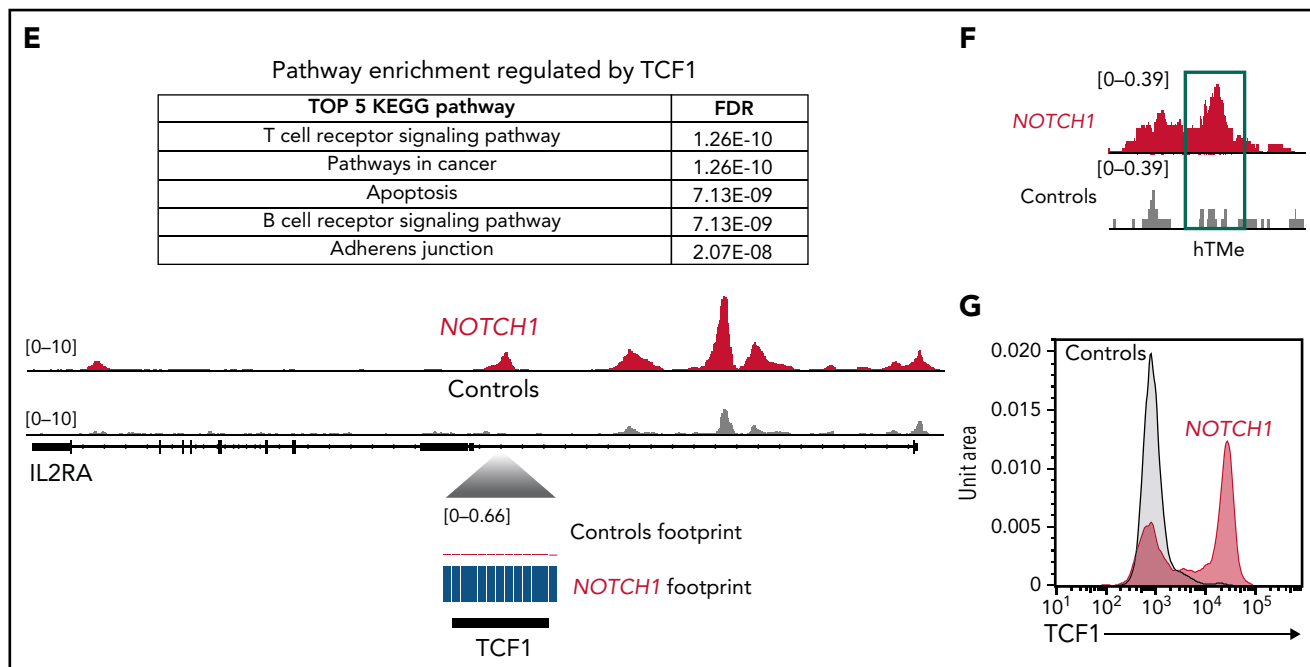 E
Pathway enrichment regulated by TCF1
TOP 5 KEGG pathway FDR
T cell receptor signaling pathway 1.26E-10
Pathways in cancer 1.26E-10
Apoptosis 7.13E-09
B cell receptor signaling pathway 7.13E-09
Adherens junction 2.07E-08
NOTCH1
[0–10]
Controls
[0–10]
IL2RA
[0–0.66]
Controls footprint
NOTCH1 footprint
TCF1
F
[0–0.39]
NOTCH1
[0–0.39]
Controls
hTMe
G
Controls
NOTCH1
Unit area
0.020
0.015
0.010
0.005
0
10¹ 10² 10³ 10⁴ 10⁵
TCF1